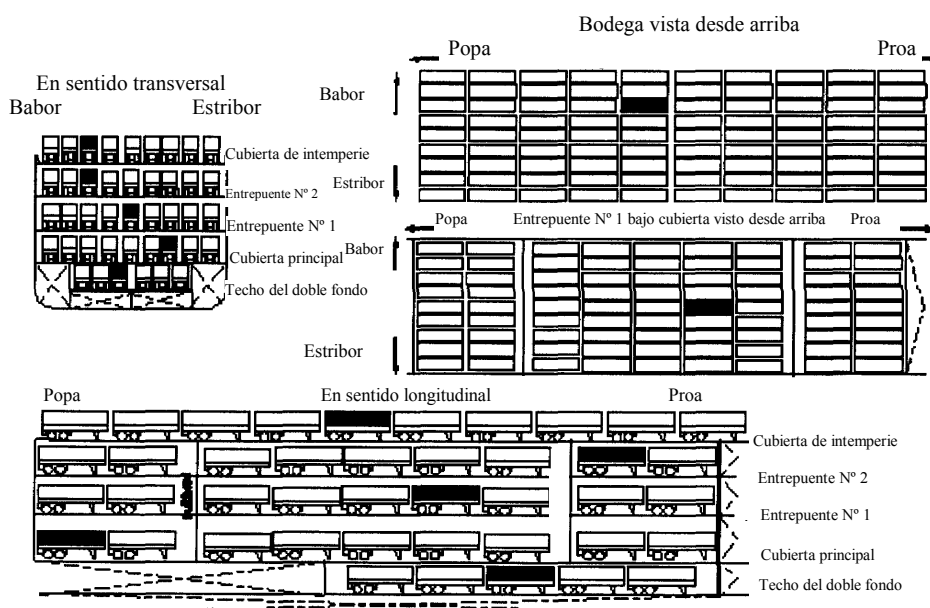 Bodega vista desde arriba
Popa Proa
En sentido transversal
Babor Estribor
Babor
Cubierta de intemperie
Estribor
Entrepuente Nº 2
Popa Entrepuente Nº 1 bajo cubierta visto desde arriba Proa
Entrepuente Nº 1
Babor
Cubierta principal
Techo del doble fondo
Estribor
Popa En sentido longitudinal Proa
Cubierta de intemperie
Entrepuente Nº 2
Entrepuente Nº 1
Cubierta principal
Techo del doble fondo